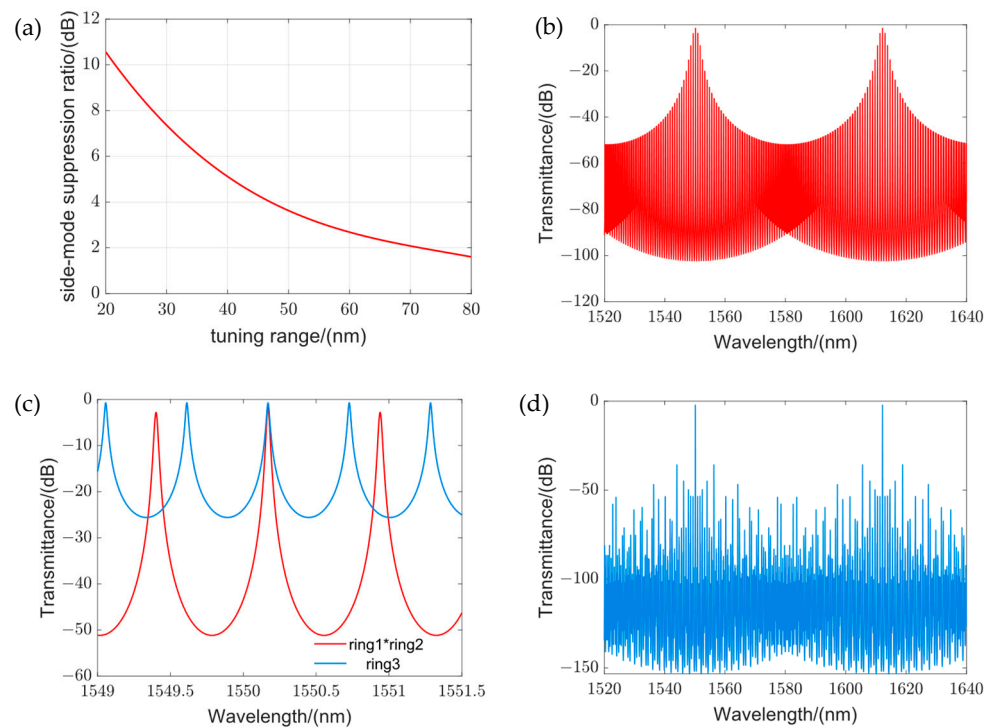 (a)
side-mode suppression ratio/(dB)
12
10
8
6
4
2
0
20 30 40 50 60 70 80
tuning range/(nm)
(b)
Transmittance/(dB)
0
−20
−40
−60
−80
−100
−120
1520 1540 1560 1580 1600 1620 1640
Wavelength/(nm)
(c)
Transmittance/(dB)
0
−10
−20
−30
−40
−50
−60
ring1*ring2
ring3
1549 1549.5 1550 1550.5 1551 1551.5
Wavelength/(nm)
(d)
Transmittance/(dB)
0
−50
−100
−150
1520 1540 1560 1580 1600 1620 1640
Wavelength/(nm)